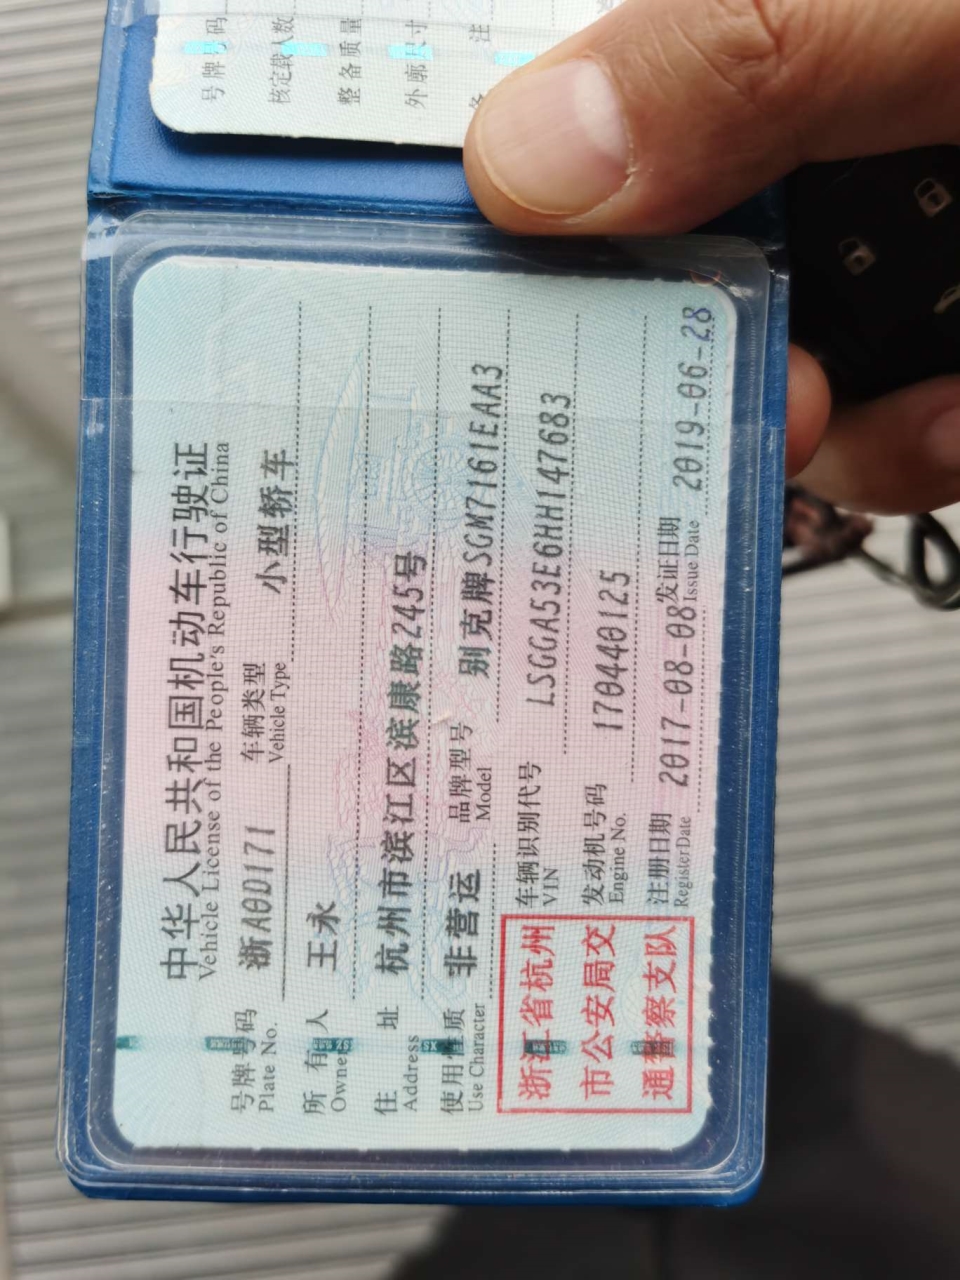 号牌号码
核定载人数
整备质量
外廓尺寸
备注
中华人民共和国机动车行驶证
Vehicle License of the People's Republic of China
号牌号码 浙A0D171 车辆类型 小型轿车
Plate No. Vehicle Type
所有人 王永
Owner
住址 杭州市滨江区滨康路245号
Address
使用性质 非营运 品牌型号 别克牌SGM7161EAA3
Use Character Model
浙江省杭州
市公安局交
通警察支队
车辆识别代号 LSGGA53E6HH147683
VIN
发动机号码 170440125
Engine No.
注册日期 2017-08-08 发证日期 2019-06-28
Register Date Issue Date